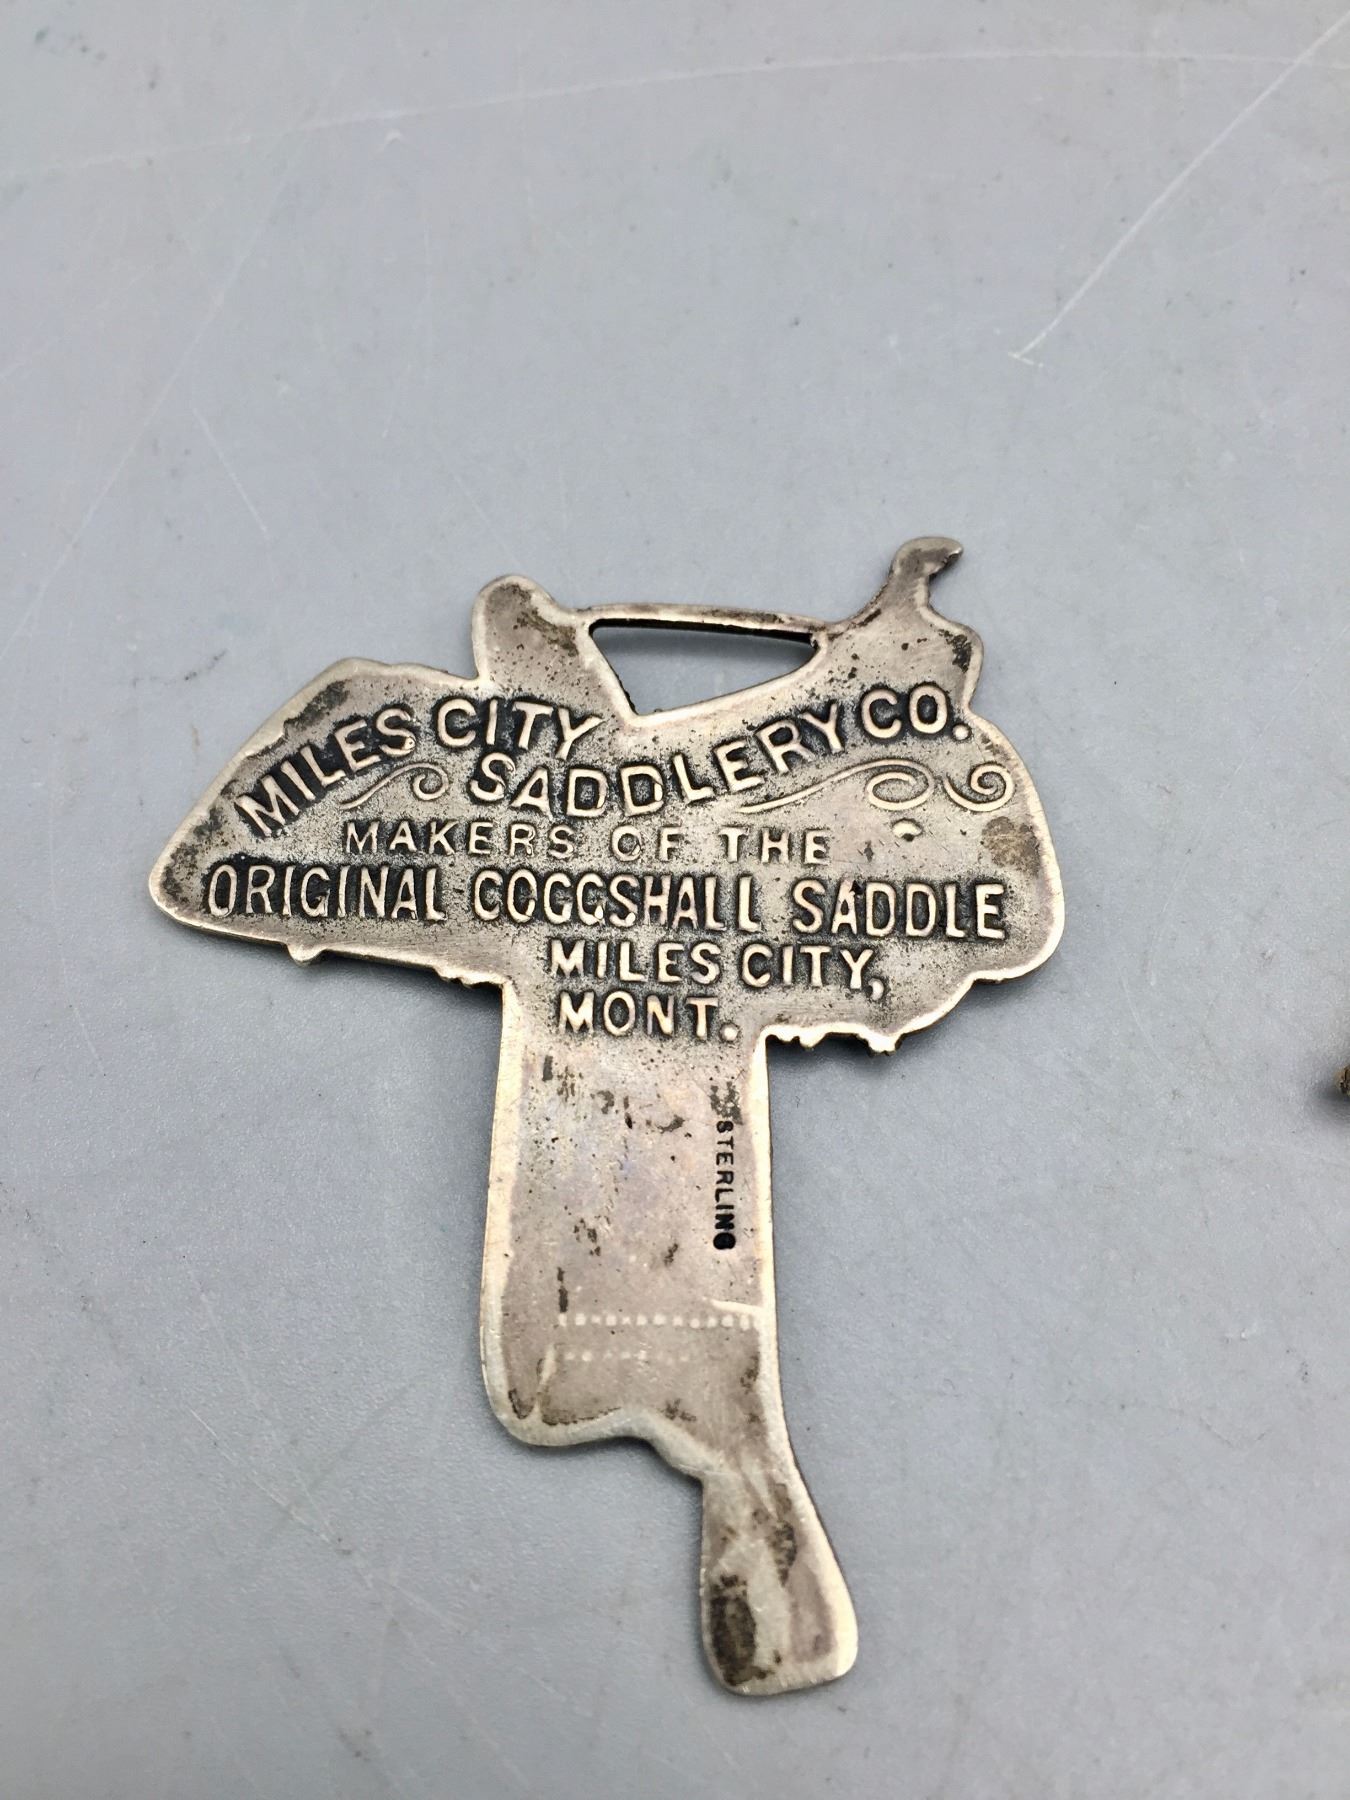 MILES CITY
SADDLERY CO.
MAKERS OF THE
ORIGINAL COGGSHALL SADDLE
MILES CITY,
MONT.
STERLING